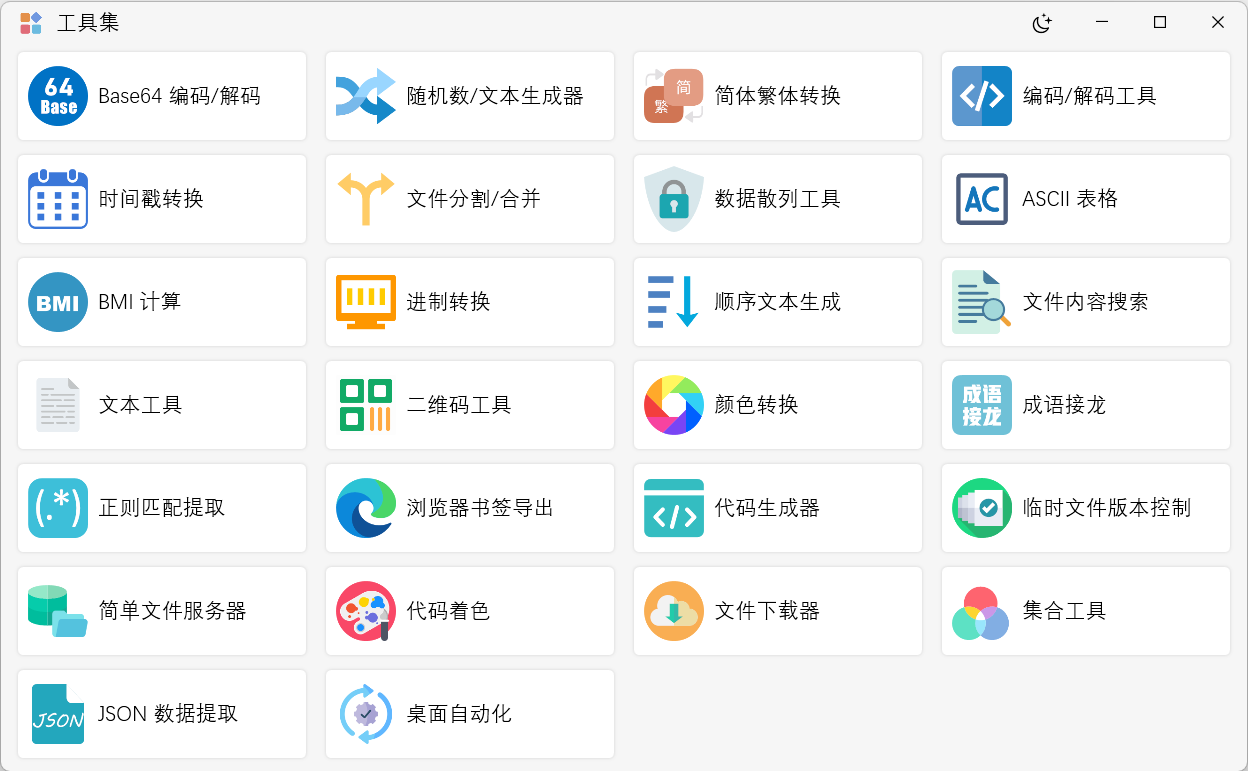 工具集
64
Base
Base64 编码/解码
随机数/文本生成器
简
繁
简体繁体转换
编码/解码工具
时间戳转换
文件分割/合并
数据散列工具
AC
ASCII 表格
BMI
BMI 计算
进制转换
顺序文本生成
文件内容搜索
文本工具
二维码工具
颜色转换
成语
接龙
成语接龙
(.*)
正则匹配提取
浏览器书签导出
</>
代码生成器
临时文件版本控制
简单文件服务器
代码着色
文件下载器
集合工具
JSON
JSON 数据提取
桌面自动化